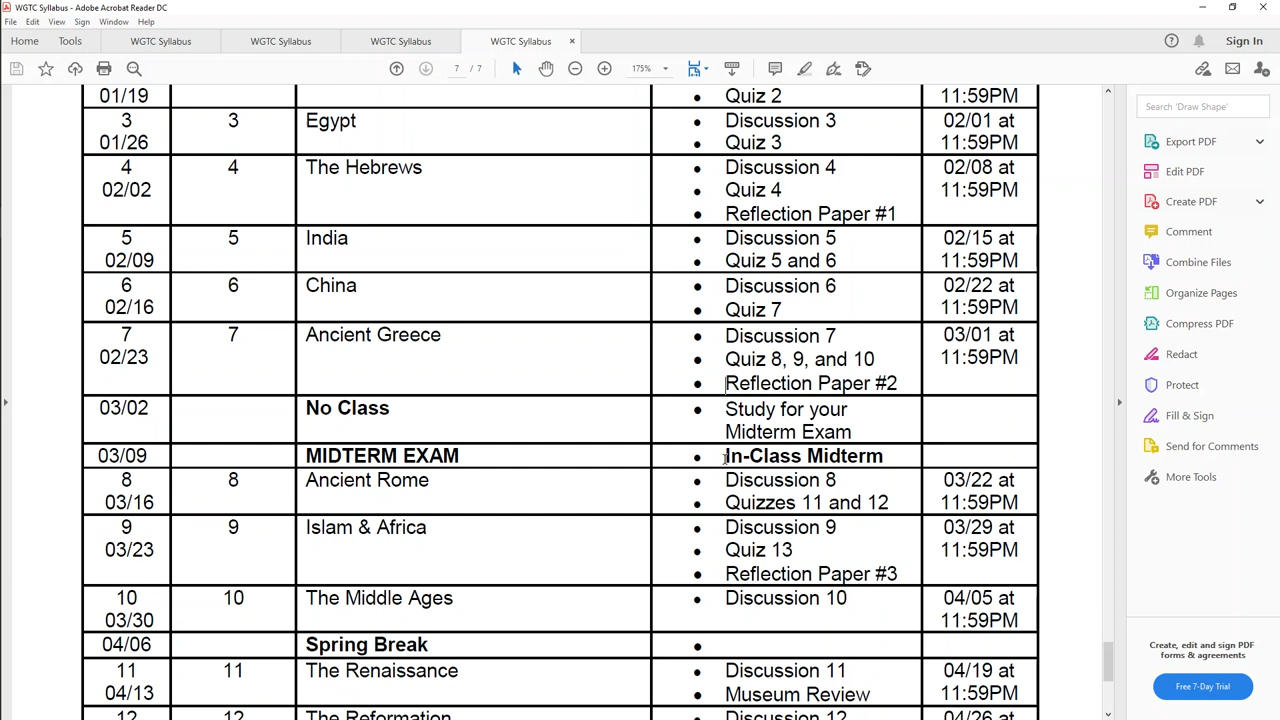 WGTC Syllabus - Adobe Acrobat Reader DC
File Edit View Sign Window Help
Home Tools WGTC Syllabus WGTC Syllabus WGTC Syllabus WGTC Syllabus × Sign In
7 / 7 175%
01/19 • Quiz 2 11:59PM
3 3 Egypt • Discussion 3 02/01 at
01/26 • Quiz 3 11:59PM
4 4 The Hebrews • Discussion 4 02/08 at
02/02 • Quiz 4 11:59PM
• Reflection Paper #1
5 5 India • Discussion 5 02/15 at
02/09 • Quiz 5 and 6 11:59PM
6 6 China • Discussion 6 02/22 at
02/16 • Quiz 7 11:59PM
7 7 Ancient Greece • Discussion 7 03/01 at
02/23 • Quiz 8, 9, and 10 11:59PM
• Reflection Paper #2
03/02 No Class • Study for your
Midterm Exam
03/09 MIDTERM EXAM • In-Class Midterm
8 8 Ancient Rome • Discussion 8 03/22 at
03/16 • Quizzes 11 and 12 11:59PM
9 9 Islam & Africa • Discussion 9 03/29 at
03/23 • Quiz 13 11:59PM
• Reflection Paper #3
10 10 The Middle Ages • Discussion 10 04/05 at
03/30 11:59PM
04/06 Spring Break •
11 11 The Renaissance • Discussion 11 04/19 at
04/13 • Museum Review 11:59PM
12 12 The Reformation • Discussion 12 04/26 at
Search 'Draw Shape'
Export PDF
Edit PDF
Create PDF
Comment
Combine Files
Organize Pages
Compress PDF
Redact
Protect
Fill & Sign
Send for Comments
More Tools
Create, edit and sign PDF
forms & agreements
Free 7-Day Trial